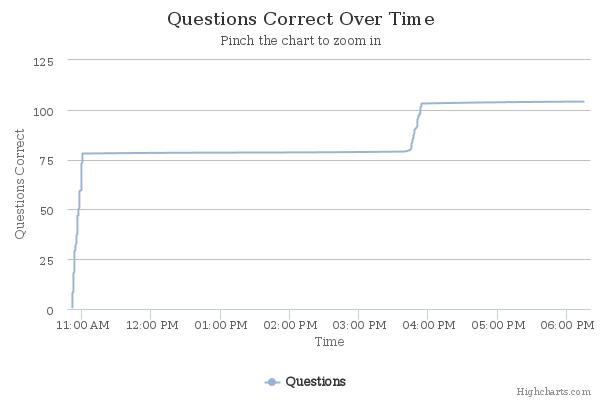 Questions Correct Over Time
Pinch the chart to zoom in
Questions Correct
125
100
75
50
25
0
11:00 AM 12:00 PM 01:00 PM 02:00 PM 03:00 PM 04:00 PM 05:00 PM 06:00 PM
Time
Questions
Highcharts.com